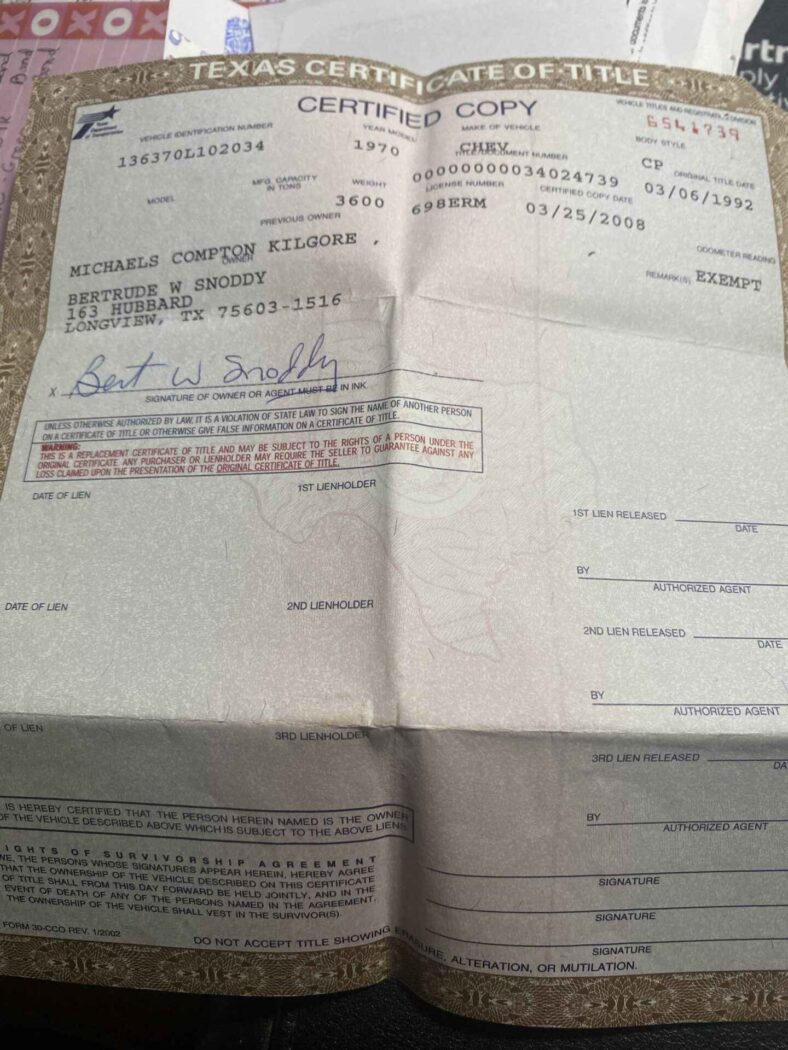 XOXOX
TEXAS CERTIFICATE OF TITLE
CERTIFIED COPY
VEHICLE TITLES AND REGISTRATION DIVISION
Texas Department of Transportation
VEHICLE IDENTIFICATION NUMBER
YEAR MODEL
MAKE OF VEHICLE
BODY STYLE
136370L102034
1970
CHEV
CP
TITLE/DOCUMENT NUMBER
ORIGINAL TITLE DATE
00000000034024739
03/06/1992
MODEL
MFG. CAPACITY IN TONS
WEIGHT
LICENSE NUMBER
CERTIFIED COPY DATE
3600
698ERM
03/25/2008
PREVIOUS OWNER
ODOMETER READING
MICHAELS COMPTON KILGORE ,
OWNER
REMARK(S)
EXEMPT
BERTRUDE W SNODDY
163 HUBBARD
LONGVIEW, TX 75603-1516
X Bert W Snoddy
SIGNATURE OF OWNER OR AGENT MUST BE IN INK
UNLESS OTHERWISE AUTHORIZED BY LAW, IT IS A VIOLATION OF STATE LAW TO SIGN THE NAME OF ANOTHER PERSON
ON A CERTIFICATE OF TITLE OR OTHERWISE GIVE FALSE INFORMATION ON A CERTIFICATE OF TITLE.
WARNING:
THIS IS A REPLACEMENT CERTIFICATE OF TITLE AND MAY BE SUBJECT TO THE RIGHTS OF A PERSON UNDER THE
ORIGINAL CERTIFICATE. ANY PURCHASER OR LIENHOLDER MAY REQUIRE THE SELLER TO GUARANTEE AGAINST ANY
LOSS CLAIMED UPON THE PRESENTATION OF THE ORIGINAL CERTIFICATE OF TITLE.
DATE OF LIEN
1ST LIENHOLDER
1ST LIEN RELEASED
DATE
BY
AUTHORIZED AGENT
DATE OF LIEN
2ND LIENHOLDER
2ND LIEN RELEASED
DATE
BY
AUTHORIZED AGENT
OF LIEN
3RD LIENHOLDER
3RD LIEN RELEASED
DA
BY
AUTHORIZED AGENT
IS HEREBY CERTIFIED THAT THE PERSON HEREIN NAMED IS THE OWNER
OF THE VEHICLE DESCRIBED ABOVE WHICH IS SUBJECT TO THE ABOVE LIENS
IGHTS OF SURVIVORSHIP AGREEMENT
WE, THE PERSONS WHOSE SIGNATURES APPEAR HEREIN, HEREBY AGREE
THAT THE OWNERSHIP OF THE VEHICLE DESCRIBED ON THIS CERTIFICATE
OF TITLE SHALL FROM THIS DAY FORWARD BE HELD JOINTLY, AND IN THE
EVENT OF DEATH OF ANY OF THE PERSONS NAMED IN THE AGREEMENT,
THE OWNERSHIP OF THE VEHICLE SHALL VEST IN THE SURVIVOR(S).
SIGNATURE
SIGNATURE
SIGNATURE
FORM 30-CCO REV. 1/2002
DO NOT ACCEPT TITLE SHOWING ERASURE, ALTERATION, OR MUTILATION.